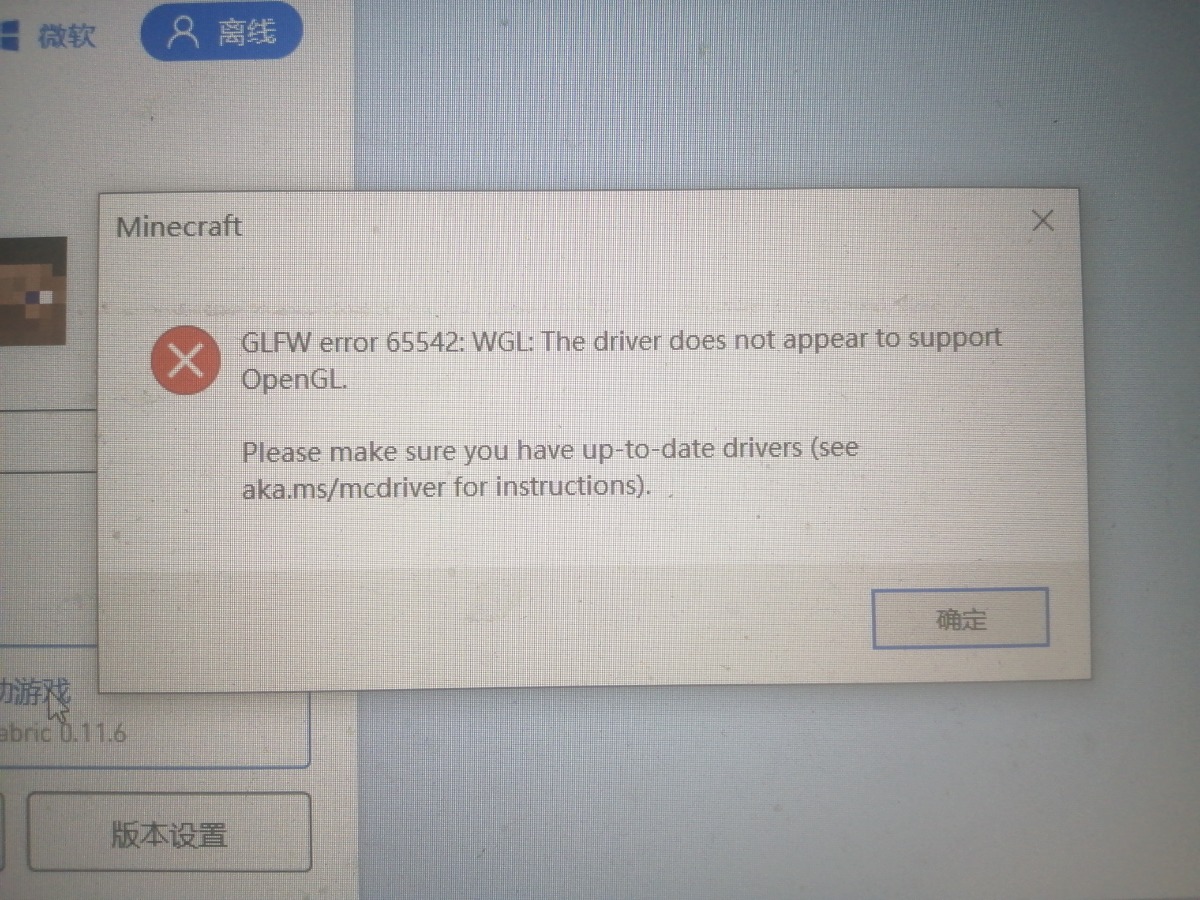 微软
离线
Minecraft
GLFW error 65542: WGL: The driver does not appear to support
OpenGL.
Please make sure you have up-to-date drivers (see
aka.ms/mcdriver for instructions).
确定
游戏
abric 0.11.6
版本设置